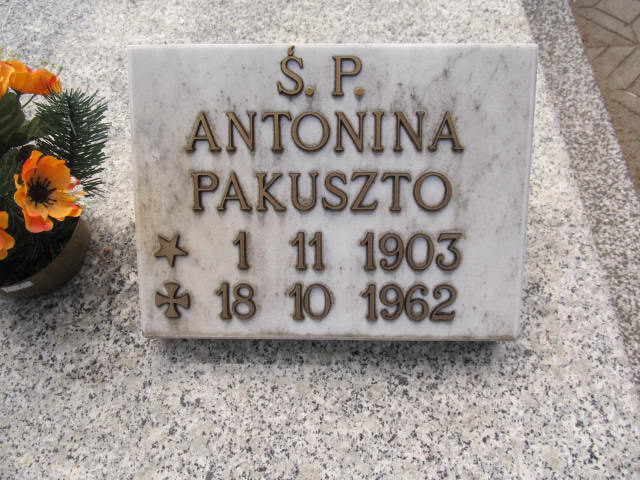 Ś. P.
ANTONINA
PAKUSZTO
1 11 1903
18 10 1962